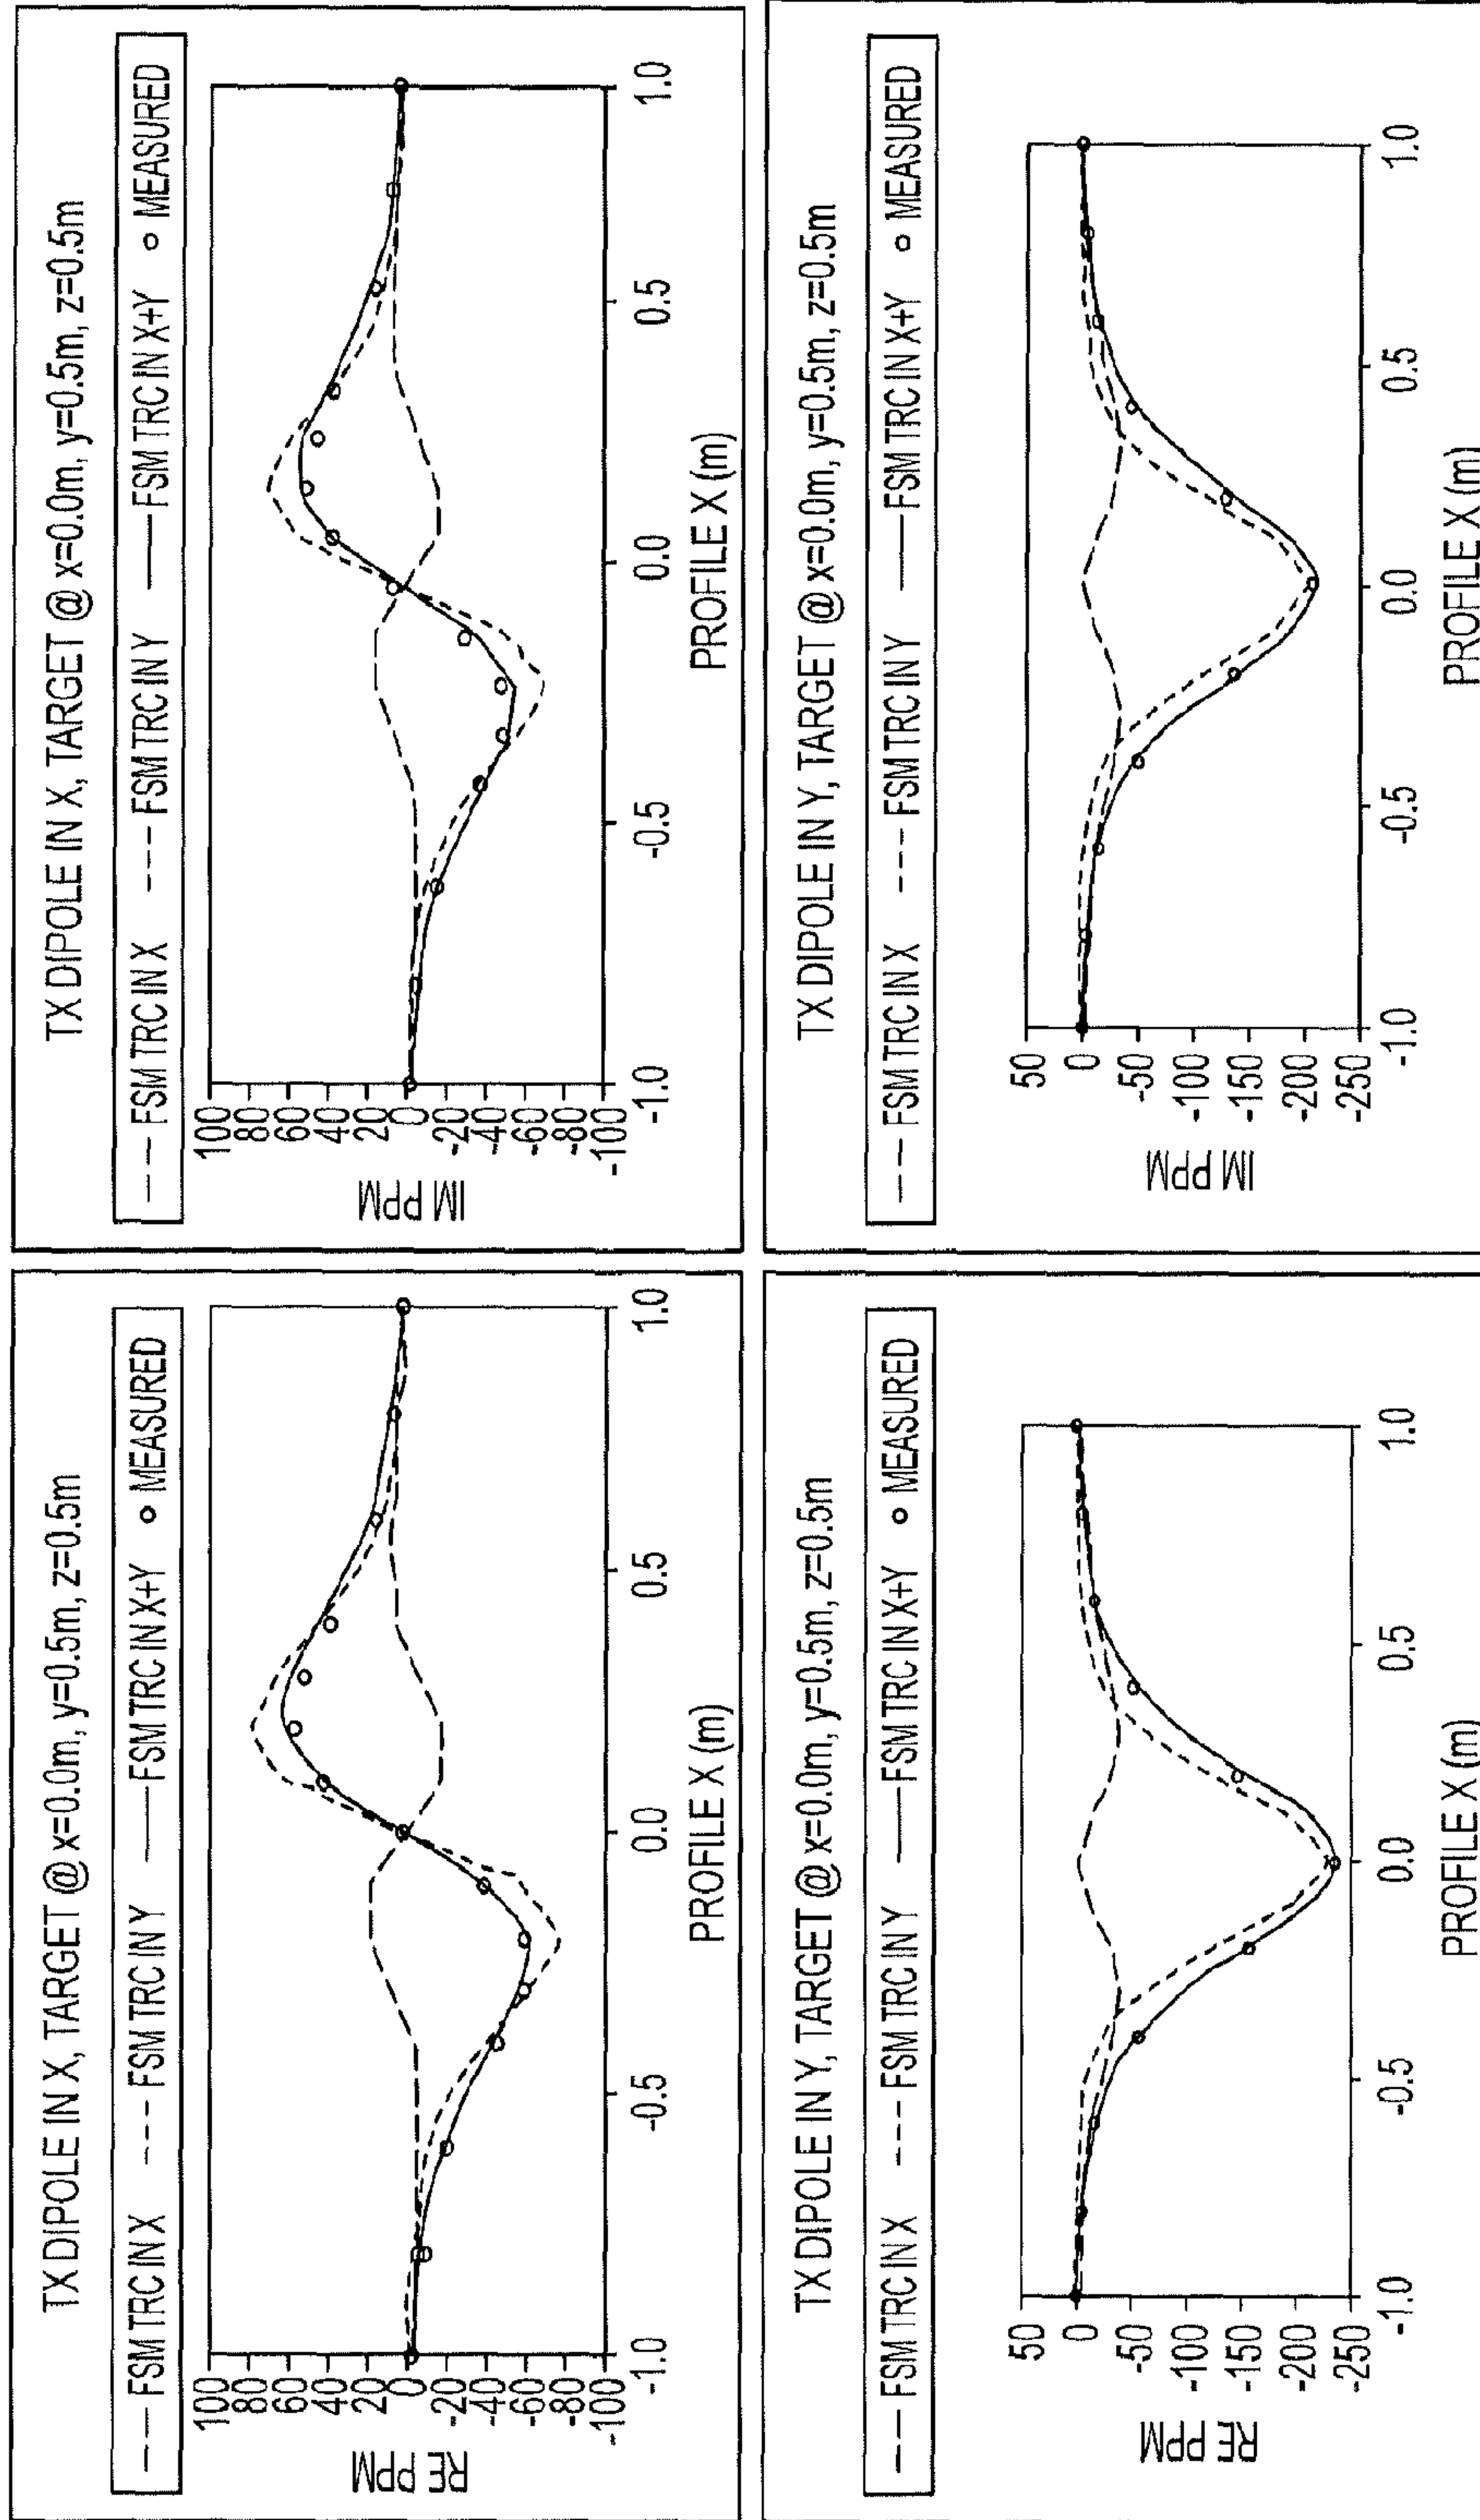 TX DIPOLE IN X, TARGET @ x=0.0m, y=0.5m, z=0.5m
FSM TRC IN X FSM TRC IN Y FSM TRC IN X+Y MEASURED
RE PPM
100
80
60
40
20
0
-20
-40
-60
-80
-100
-1.0 -0.5 0.0 0.5 1.0
PROFILE X (m)
TX DIPOLE IN X, TARGET @ x=0.0m, y=0.5m, z=0.5m
FSM TRC IN X FSM TRC IN Y FSM TRC IN X+Y MEASURED
IM PPM
100
80
60
40
20
0
-20
-40
-60
-80
-100
-1.0 -0.5 0.0 0.5 1.0
PROFILE X (m)
TX DIPOLE IN Y, TARGET @ x=0.0m, y=0.5m, z=0.5m
FSM TRC IN X FSM TRC IN Y FSM TRC IN X+Y MEASURED
RE PPM
50
0
-50
-100
-150
-200
-250
-1.0 -0.5 0.0 0.5 1.0
PROFILE X (m)
TX DIPOLE IN Y, TARGET @ x=0.0m, y=0.5m, z=0.5m
FSM TRC IN X FSM TRC IN Y FSM TRC IN X+Y MEASURED
IM PPM
50
0
-50
-100
-150
-200
-250
-1.0 -0.5 0.0 0.5 1.0
PROFILE X (m)